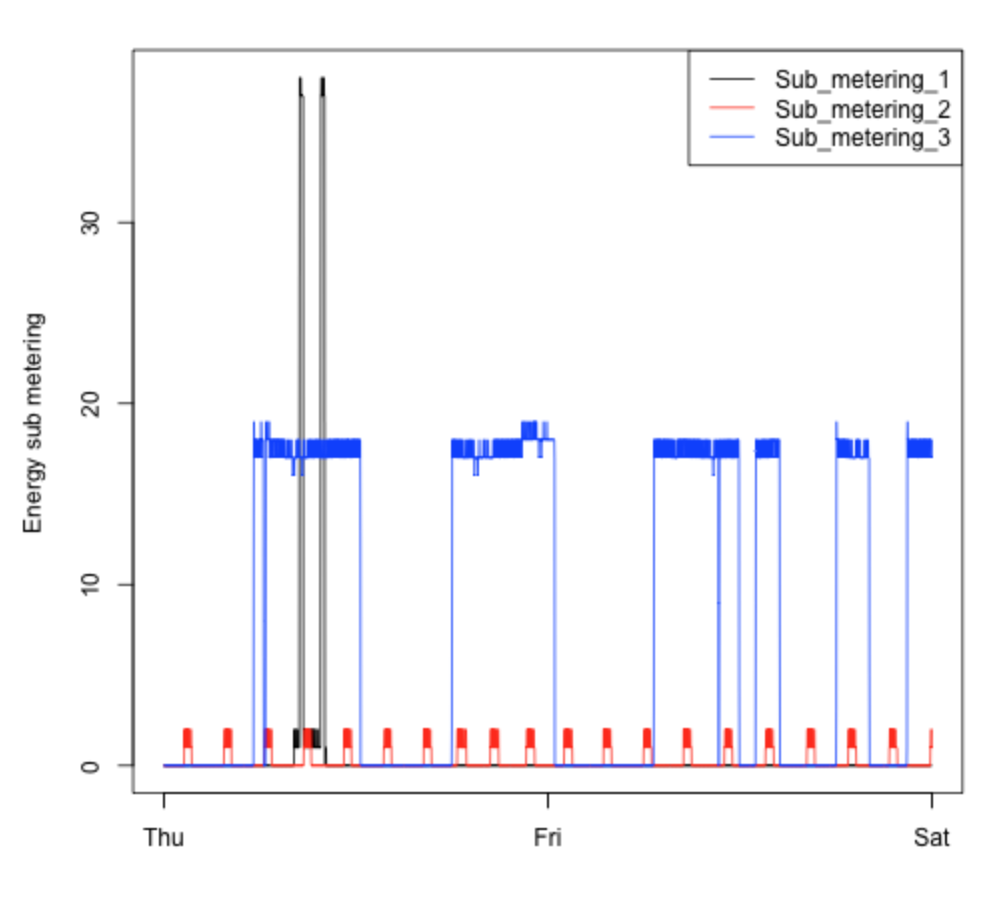 Sub_metering_1
Sub_metering_2
Sub_metering_3
Energy sub metering
30
20
10
0
Thu Fri Sat